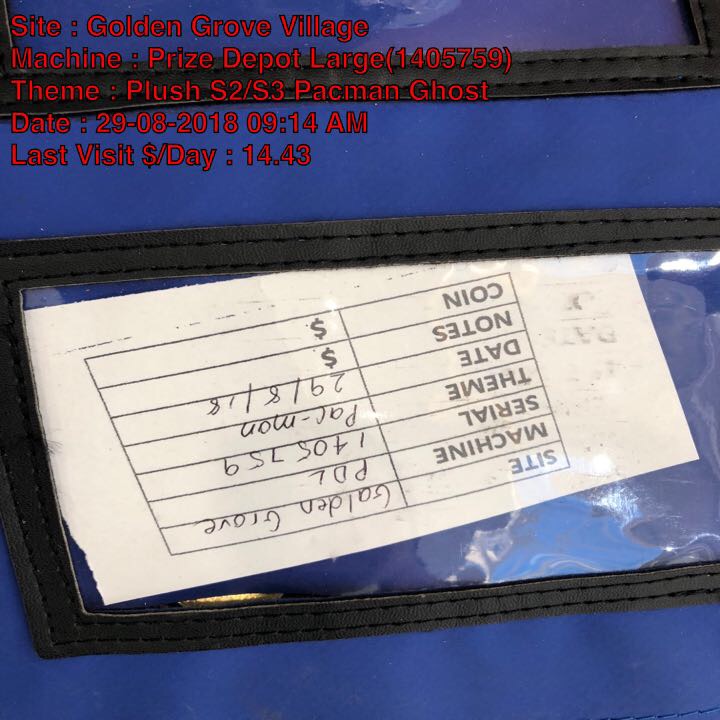 Site : Golden Grove Village
Machine : Prize Depot Large(1405759)
Theme : Plush S2/S3 Pacman Ghost
Date : 29-08-2018 09:14 AM
Last Visit $/Day : 14.43
SITE Golden Grove
MACHINE PDL
SERIAL 1405759
THEME Pac-man
DATE 29/8/18
NOTES $
COIN $